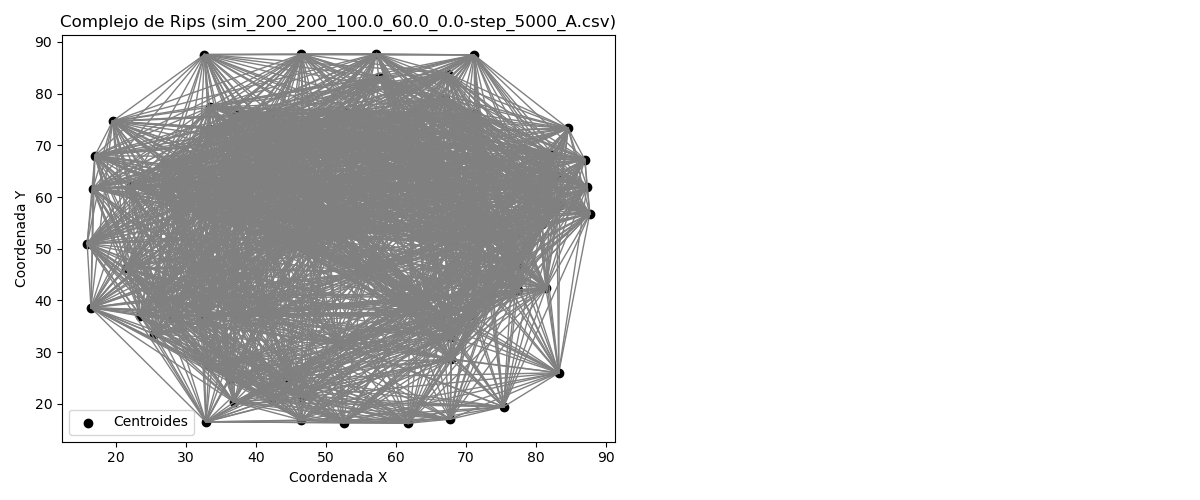 Complejo de Rips (sim_200_200_100.0_60.0_0.0-step_5000_A.csv)
90
80
70
60
50
40
30
20
Coordenada Y
Centroides
20 30 40 50 60 70 80 90
Coordenada X